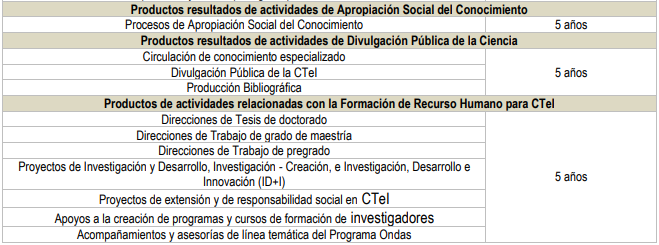 Productos resultados de actividades de Apropiación Social del Conocimiento
Procesos de Apropiación Social del Conocimiento 5 años
Productos resultados de actividades de Divulgación Pública de la Ciencia
Circulación de conocimiento especializado
Divulgación Pública de la CTeI 5 años
Producción Bibliográfica
Productos de actividades relacionadas con la Formación de Recurso Humano para CTeI
Direcciones de Tesis de doctorado
Direcciones de Trabajo de grado de maestría
Direcciones de Trabajo de pregrado
Proyectos de Investigación y Desarrollo, Investigación - Creación, e Investigación, Desarrollo e
Innovación (ID+I) 5 años
Proyectos de extensión y de responsabilidad social en CTeI
Apoyos a la creación de programas y cursos de formación de investigadores
Acompañamientos y asesorías de línea temática del Programa Ondas